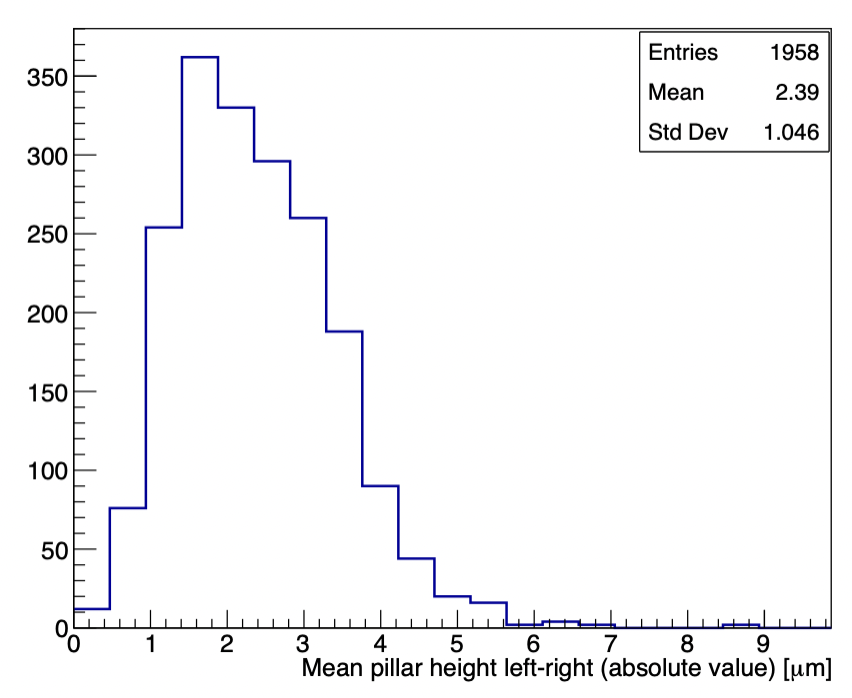 Entries 1958
Mean 2.39
Std Dev 1.046
350
300
250
200
150
100
50
0
0 1 2 3 4 5 6 7 8 9
Mean pillar height left-right (absolute value) [μm]